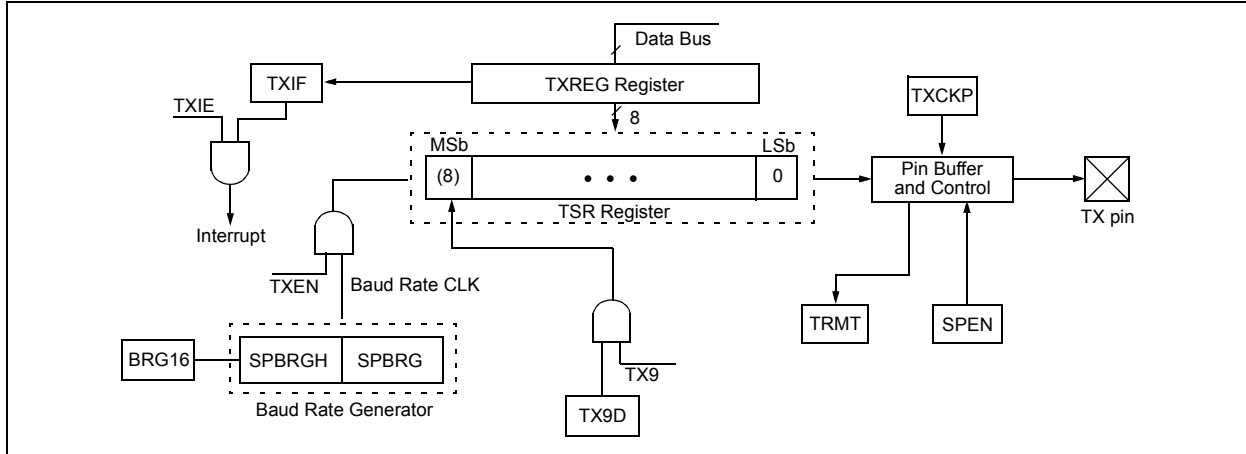 Data Bus
TXIF
TXREG Register
TXIE
8
TXCKP
MSb
LSb
(8)
• • •
0
Pin Buffer
and Control
TSR Register
TX pin
Interrupt
TXEN
Baud Rate CLK
TRMT
SPEN
BRG16
SPBRGH
SPBRG
TX9
Baud Rate Generator
TX9D